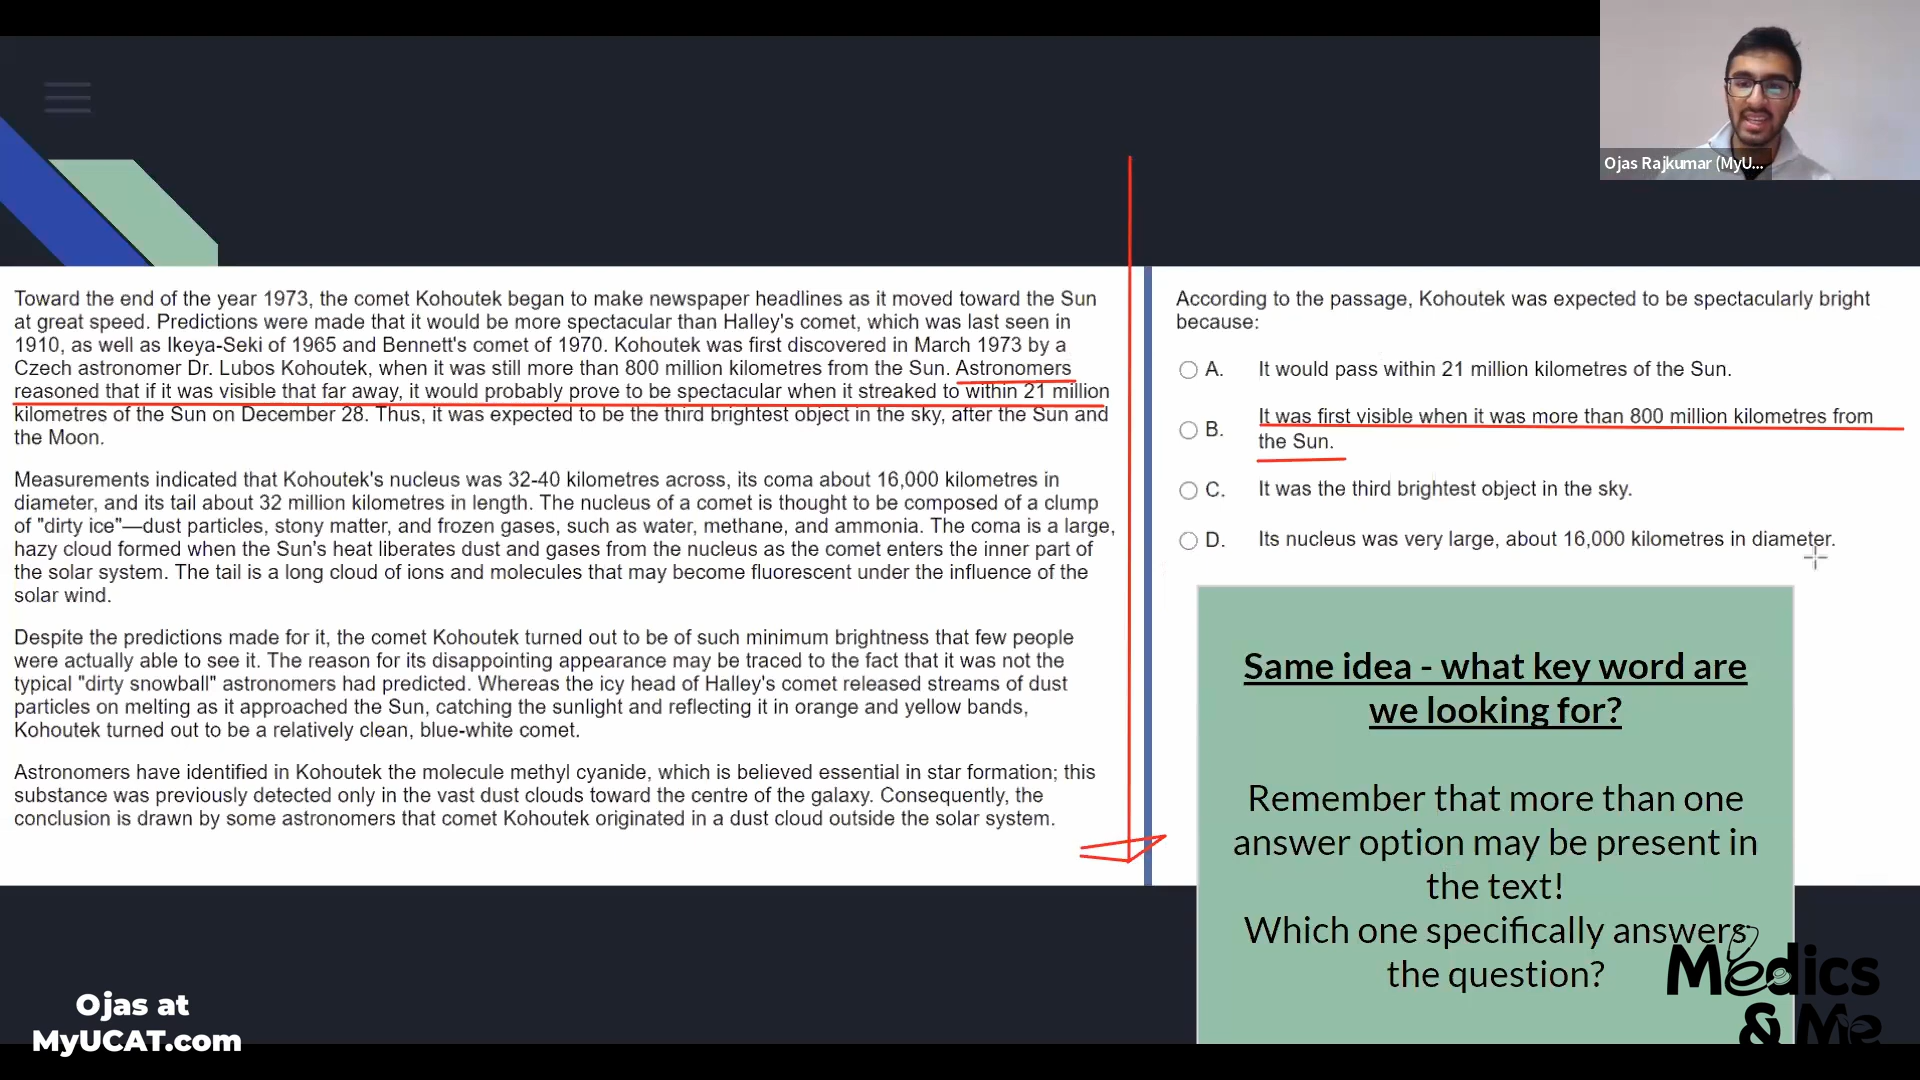 Ojas Rajkumar (MyU...
Toward the end of the year 1973, the comet Kohoutek began to make newspaper headlines as it moved toward the Sun
at great speed. Predictions were made that it would be more spectacular than Halley's comet, which was last seen in
1910, as well as Ikeya-Seki of 1965 and Bennett's comet of 1970. Kohoutek was first discovered in March 1973 by a
Czech astronomer Dr. Lubos Kohoutek, when it was still more than 800 million kilometres from the Sun. Astronomers
reasoned that if it was visible that far away, it would probably prove to be spectacular when it streaked to within 21 million
kilometres of the Sun on December 28. Thus, it was expected to be the third brightest object in the sky, after the Sun and
the Moon.
Measurements indicated that Kohoutek's nucleus was 32-40 kilometres across, its coma about 16,000 kilometres in
diameter, and its tail about 32 million kilometres in length. The nucleus of a comet is thought to be composed of a clump
of "dirty ice"—dust particles, stony matter, and frozen gases, such as water, methane, and ammonia. The coma is a large,
hazy cloud formed when the Sun's heat liberates dust and gases from the nucleus as the comet enters the inner part of
the solar system. The tail is a long cloud of ions and molecules that may become fluorescent under the influence of the
solar wind.
Despite the predictions made for it, the comet Kohoutek turned out to be of such minimum brightness that few people
were actually able to see it. The reason for its disappointing appearance may be traced to the fact that it was not the
typical "dirty snowball" astronomers had predicted. Whereas the icy head of Halley's comet released streams of dust
particles on melting as it approached the Sun, catching the sunlight and reflecting it in orange and yellow bands,
Kohoutek turned out to be a relatively clean, blue-white comet.
Astronomers have identified in Kohoutek the molecule methyl cyanide, which is believed essential in star formation; this
substance was previously detected only in the vast dust clouds toward the centre of the galaxy. Consequently, the
conclusion is drawn by some astronomers that comet Kohoutek originated in a dust cloud outside the solar system.
According to the passage, Kohoutek was expected to be spectacularly bright
because:
A. It would pass within 21 million kilometres of the Sun.
B. It was first visible when it was more than 800 million kilometres from
the Sun.
C. It was the third brightest object in the sky.
D. Its nucleus was very large, about 16,000 kilometres in diameter.
Same idea - what key word are
we looking for?
Remember that more than one
answer option may be present in
the text!
Which one specifically answers
the question?
Ojas at
MyUCAT.com
Medics
& Me